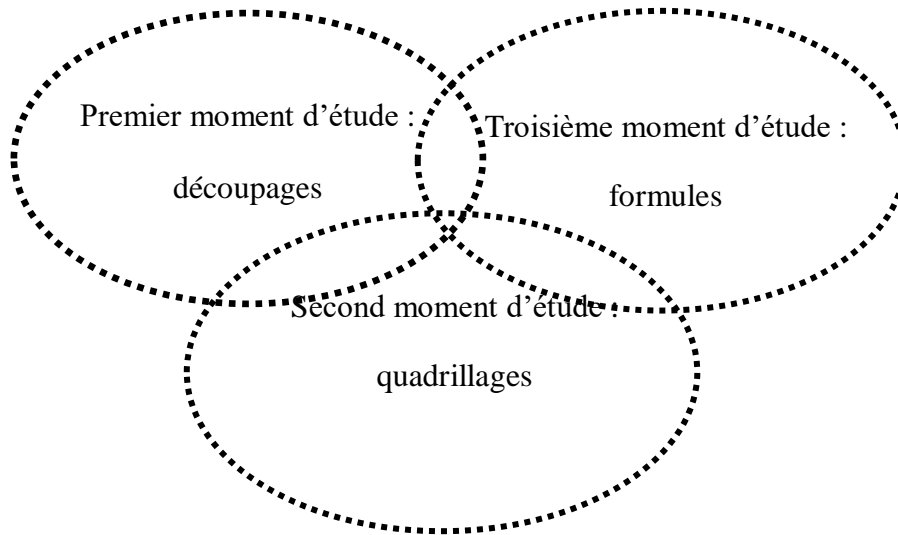 Premier moment d'étude :
découpages
Troisième moment d'étude :
formules
Second moment d'étude :
quadrillages